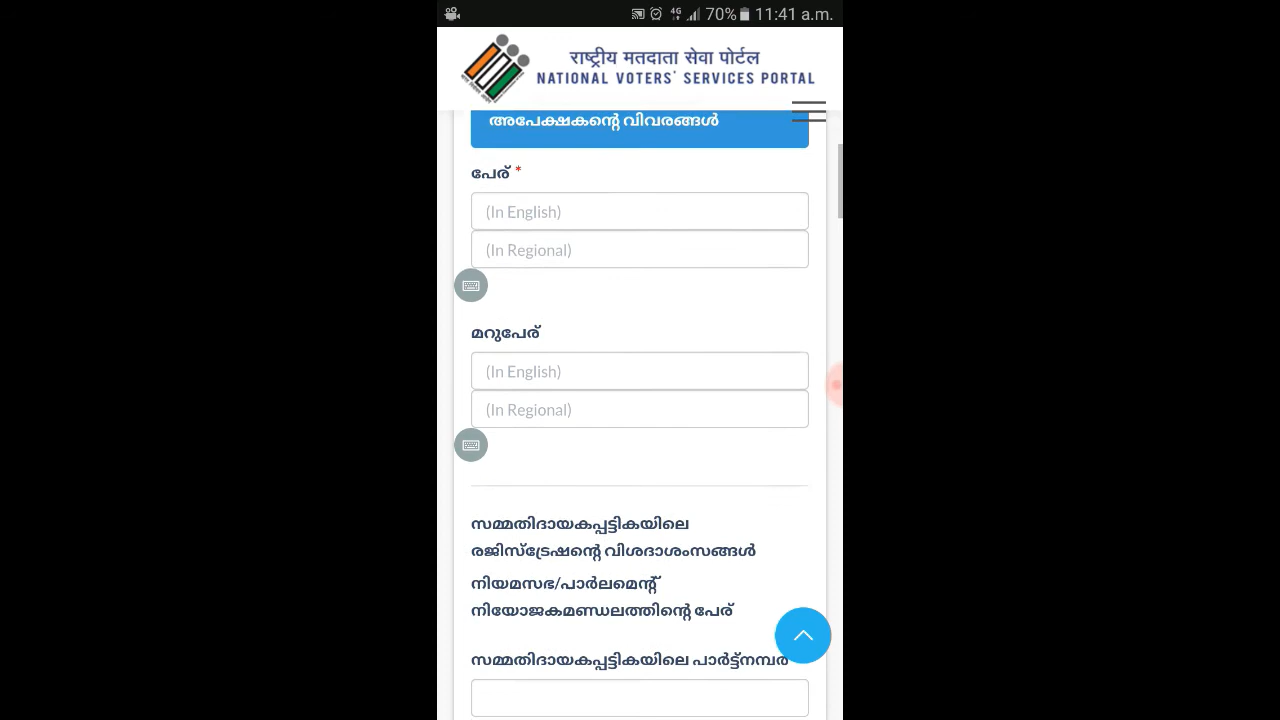 4G 70% 11:41 a.m.
राष्ट्रीय मतदाता सेवा पोर्टल
NATIONAL VOTERS' SERVICES PORTAL
അപേക്ഷകന്റെ വിവരങ്ങൾ
പേര് *
(In English)
(In Regional)
മറുപേര്
(In English)
(In Regional)
സമ്മതിദായകപ്പട്ടികയിലെ
രജിസ്ട്രേഷന്റെ വിശദാശംസങ്ങൾ
നിയമസഭ/പാർലമെന്റ്
നിയോജകമണ്ഡലത്തിന്റെ പേര്
സമ്മതിദായകപ്പട്ടികയിലെ പാർട്ട്നമ്പർ